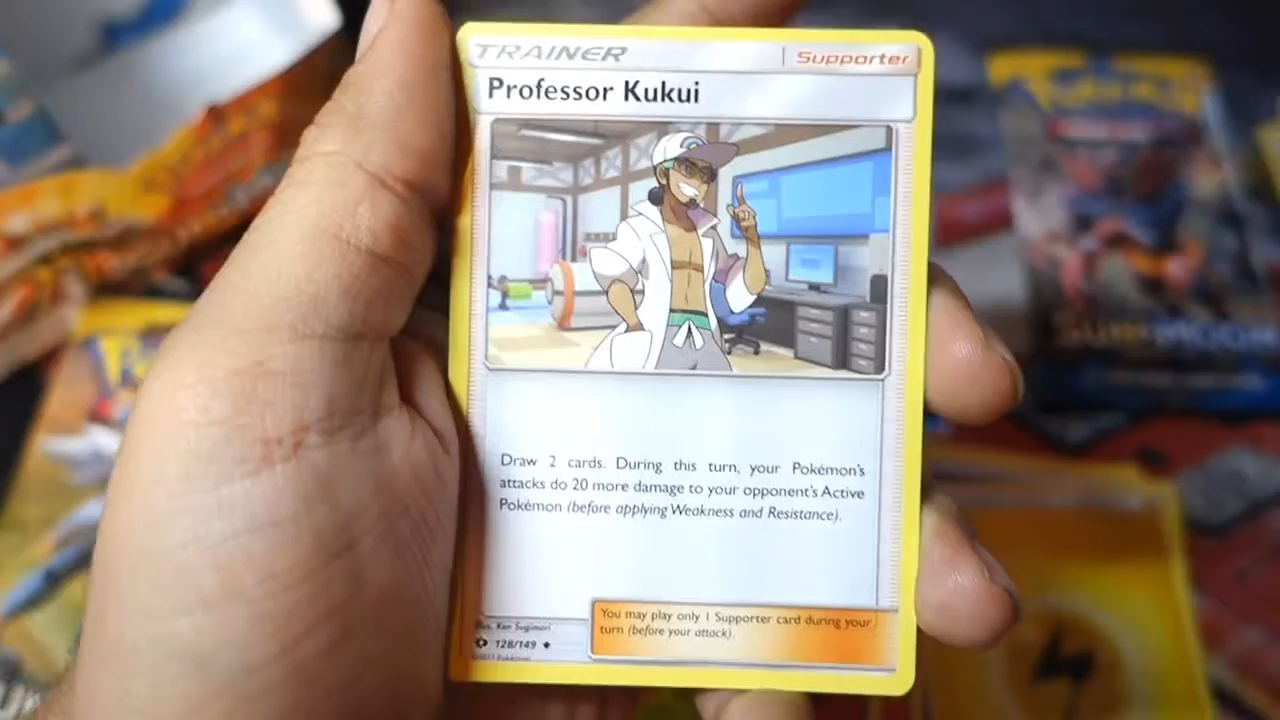 TRAINER
Supporter
Professor Kukui
Draw 2 cards. During this turn, your Pokémon's
attacks do 20 more damage to your opponent's Active
Pokémon (before applying Weakness and Resistance).
You may play only 1 Supporter card during your
turn (before your attack).
Illus. Ken Sugimori
128/149
©2017 Pokémon